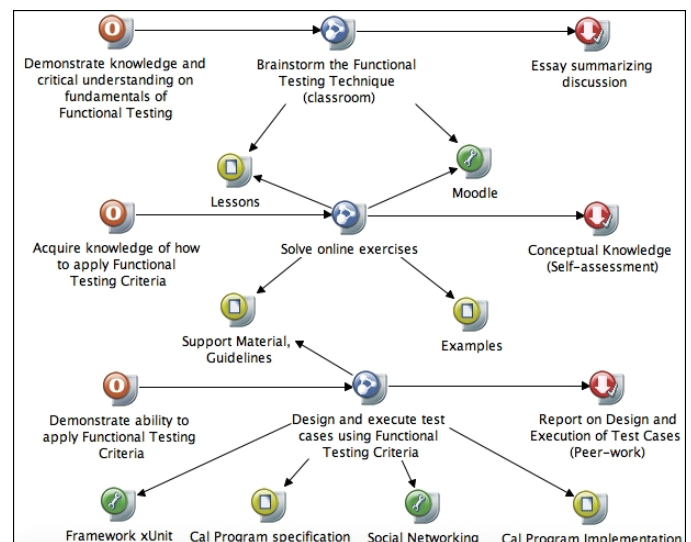 Demonstrate knowledge and
critical understanding on
fundamentals of
Functional Testing
Brainstorm the Functional
Testing Technique
(classroom)
Essay summarizing
discussion
Lessons
Moodle
Acquire knowledge of how
to apply Functional
Testing Criteria
Solve online exercises
Conceptual Knowledge
(Self-assessment)
Support Material,
Guidelines
Examples
Demonstrate ability to
apply Functional Testing
Criteria
Design and execute test
cases using Functional
Testing Criteria
Report on Design and
Execution of Test Cases
(Peer-work)
Framework xUnit
Cal Program specification
Social Networking
Cal Program Implementation